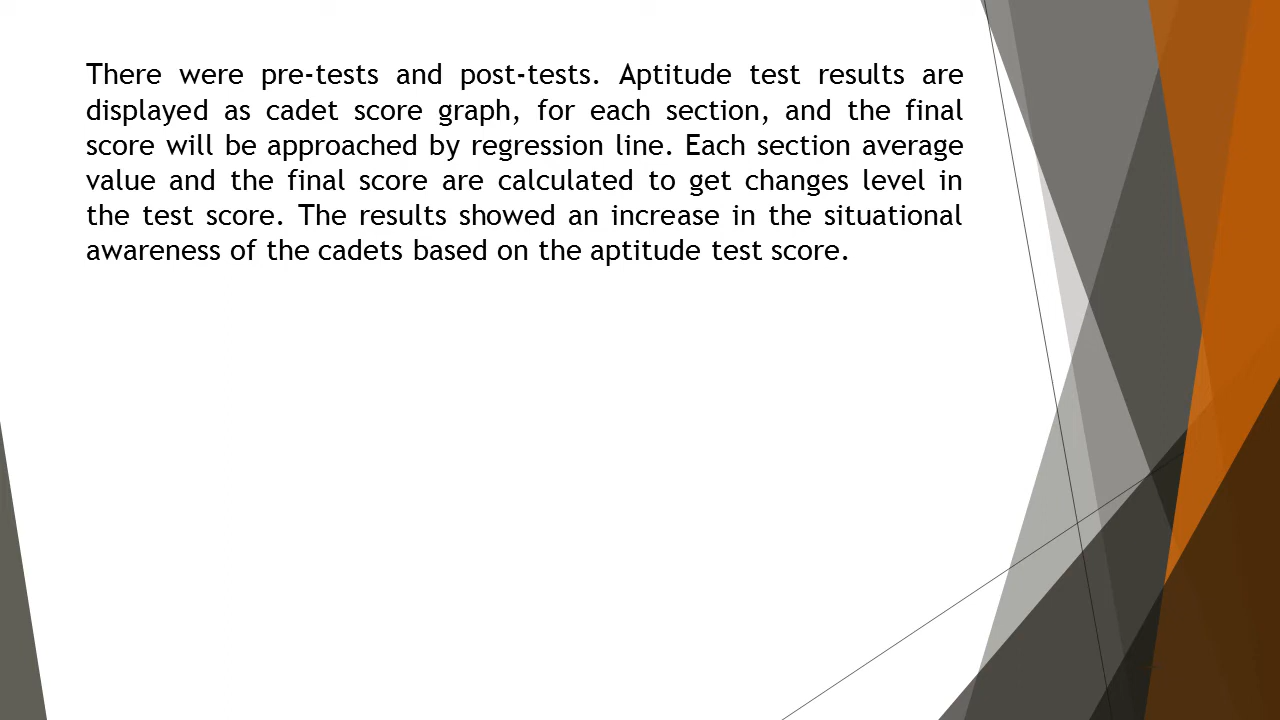 There were pre-tests and post-tests. Aptitude test results are
displayed as cadet score graph, for each section, and the final
score will be approached by regression line. Each section average
value and the final score are calculated to get changes level in
the test score. The results showed an increase in the situational
awareness of the cadets based on the aptitude test score.